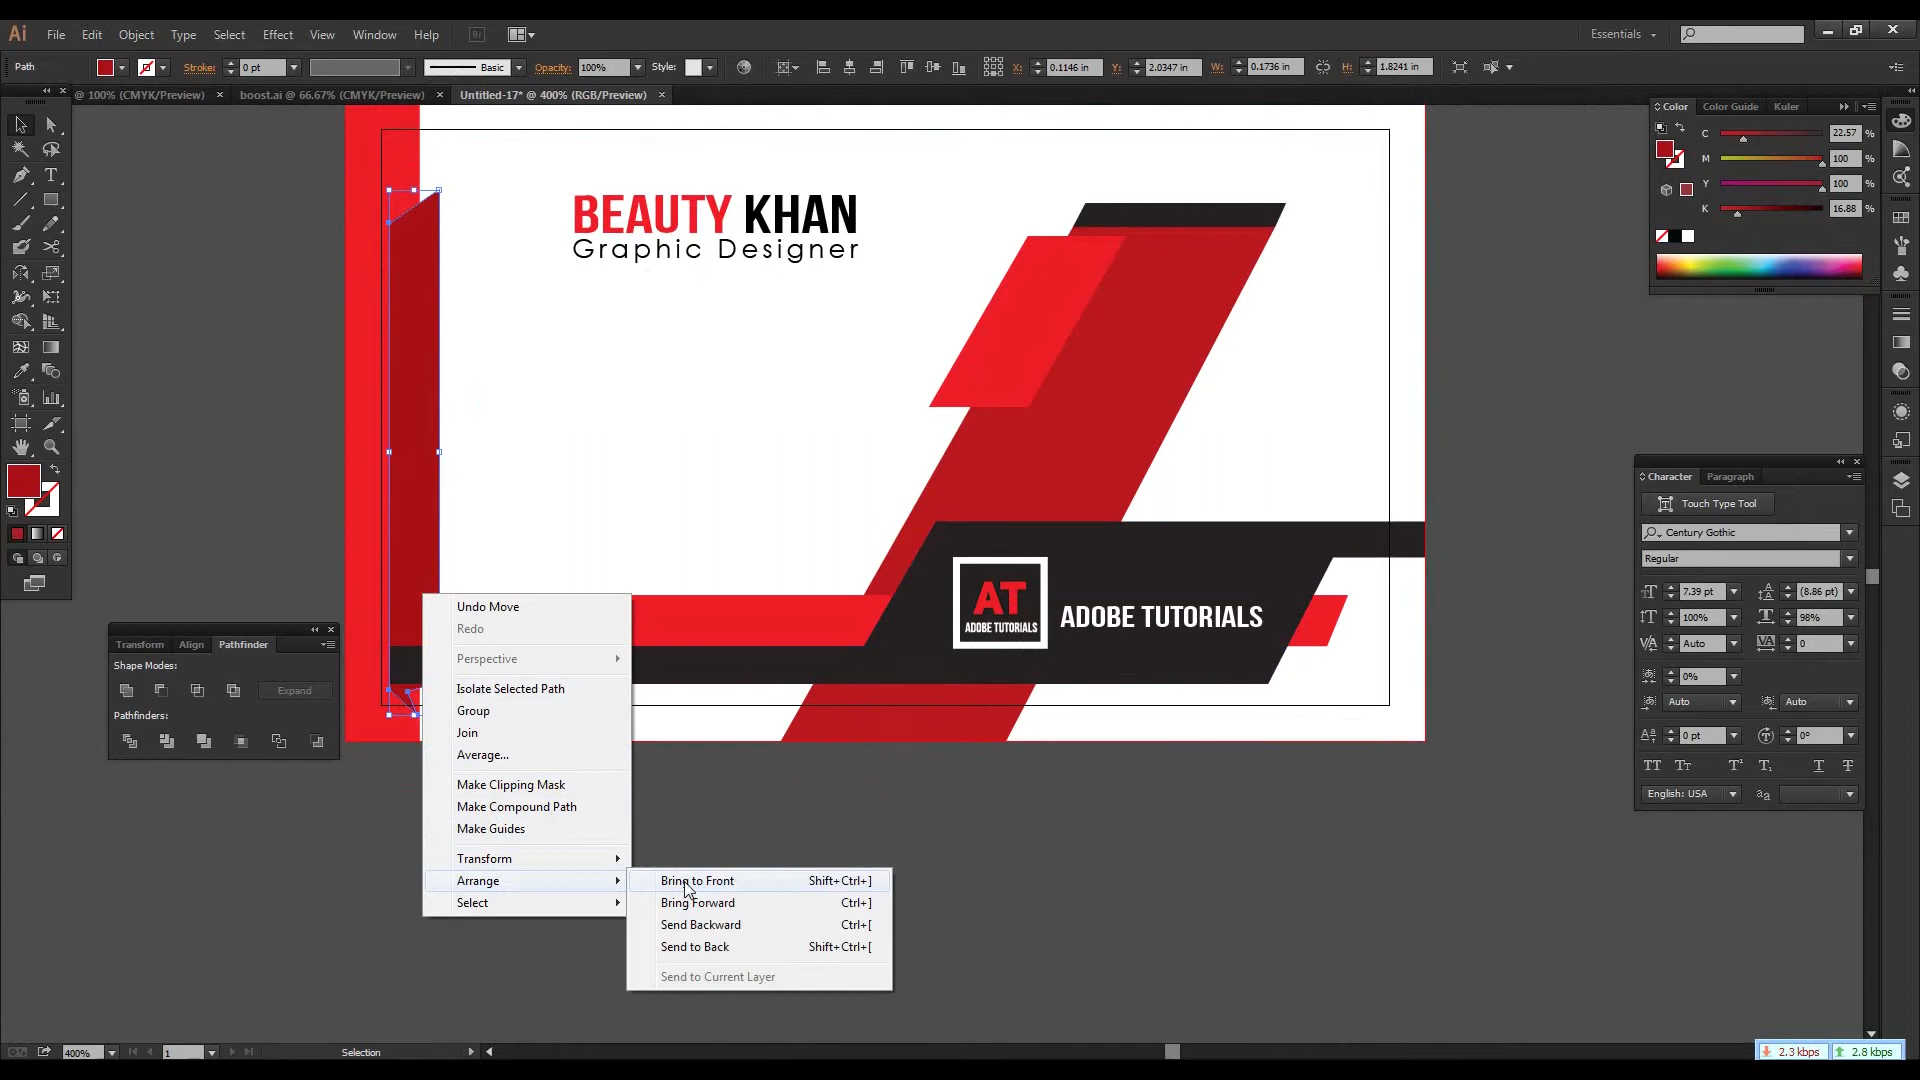 Ai File Edit Object Type Select Effect View Window Help Br Essentials
Path Stroke: 0 pt Basic Opacity: 100% Style: X: 0.1146 in Y: 2.0347 in W: 0.1736 in H: 1.8241 in
@ 100% (CMYK/Preview) × boost.ai @ 66.67% (CMYK/Preview) × Untitled-17* @ 400% (RGB/Preview) ×
Color Color Guide Kuler
C 22.57 %
M 100 %
Y 100 %
K 16.88 %
BEAUTY KHAN
Graphic Designer
AT
ADOBE TUTORIALS
ADOBE TUTORIALS
Transform Align Pathfinder
Shape Modes:
Expand
Pathfinders:
Undo Move
Redo
Perspective
Isolate Selected Path
Group
Join
Average...
Make Clipping Mask
Make Compound Path
Make Guides
Transform
Arrange
Select
Bring to Front Shift+Ctrl+]
Bring Forward Ctrl+]
Send Backward Ctrl+[
Send to Back Shift+Ctrl+[
Send to Current Layer
Character Paragraph
Touch Type Tool
Century Gothic
Regular
7.39 pt (8.86 pt)
100% 98%
Auto 0
0%
Auto Auto
0 pt 0°
TT Tr T¹ T₁ T T
English: USA aa
400% 1 Selection
2.3 kbps 2.8 kbps